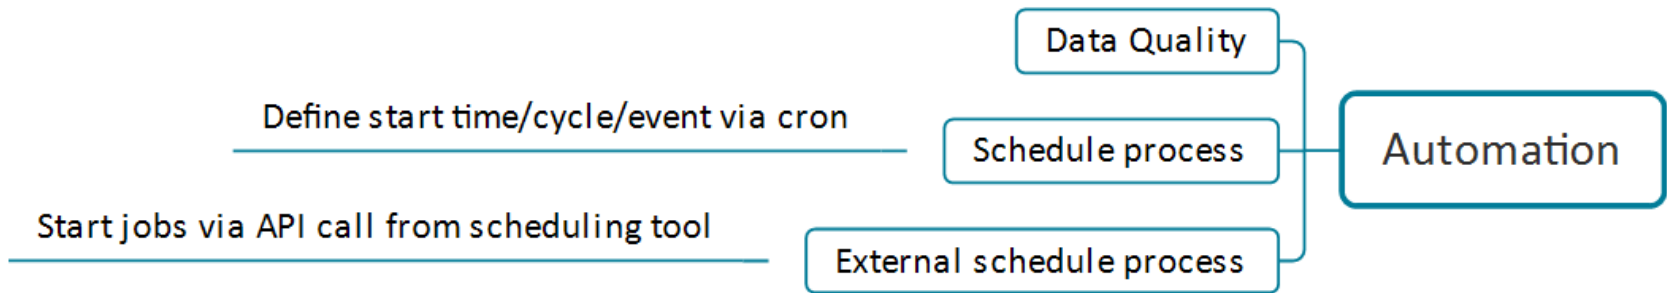 Data Quality
Define start time/cycle/event via cron
Schedule process
Automation
Start jobs via API call from scheduling tool
External schedule process